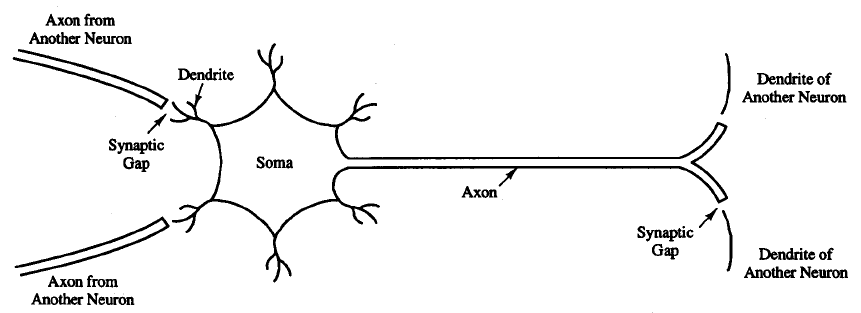 Axon from
Another Neuron
Dendrite
Synaptic
Gap
Soma
Axon
Dendrite of
Another Neuron
Synaptic
Gap
Axon from
Another Neuron
Dendrite of
Another Neuron